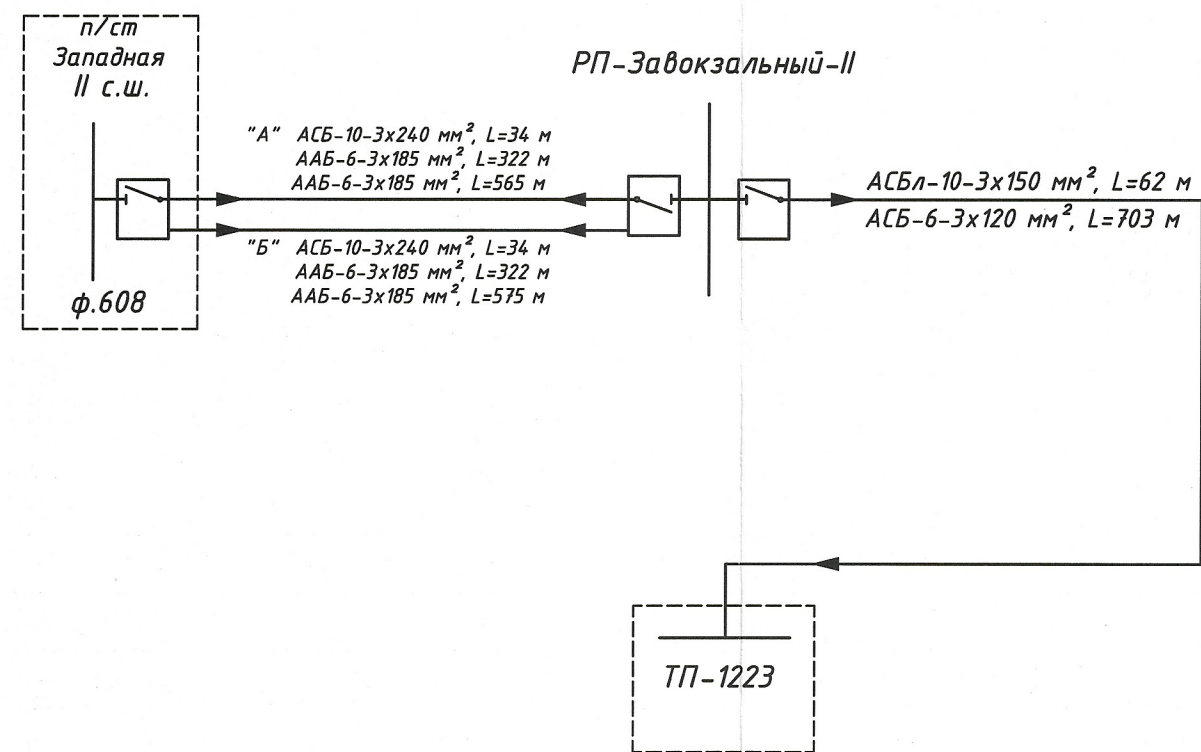 п/ст
Западная
II с.ш.
ф.608
"А" АСБ-10-3х240 мм², L=34 м
ААБ-6-3х185 мм², L=322 м
ААБ-6-3х185 мм², L=565 м
"Б" АСБ-10-3х240 мм², L=34 м
ААБ-6-3х185 мм², L=322 м
ААБ-6-3х185 мм², L=575 м
РП-Завокзальный-II
АСБл-10-3х150 мм², L=62 м
АСБ-6-3х120 мм², L=703 м
ТП-1223